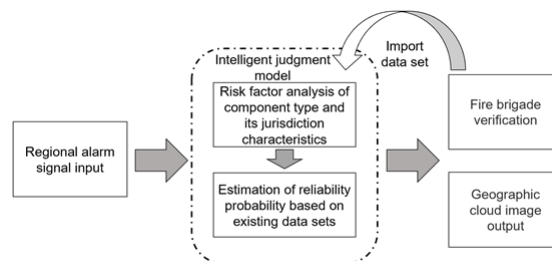 Intelligent judgment
model
Import
data set
Risk factor analysis of
component type and
its jurisdiction
characteristics
Regional alarm
signal input
Estimation of reliability
probability based on
existing data sets
Fire brigade
verification
Geographic
cloud image
output